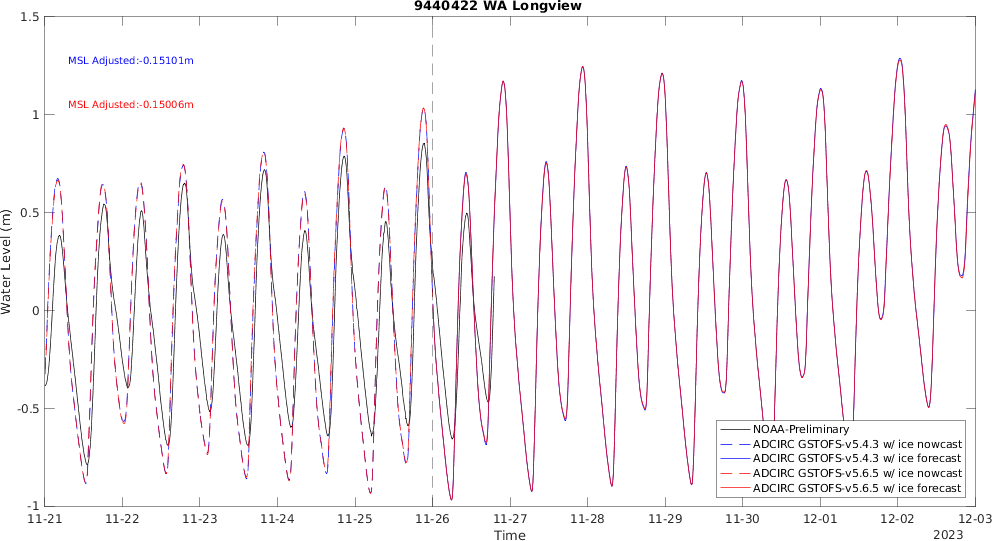 9440422 WA Longview
1.5
MSL Adjusted:-0.15101m
MSL Adjusted:-0.15006m
1
0.5
0
-0.5
-1
Water Level (m)
NOAA-Preliminary
ADCIRC GSTOFS-v5.4.3 w/ ice nowcast
ADCIRC GSTOFS-v5.4.3 w/ ice forecast
ADCIRC GSTOFS-v5.6.5 w/ ice nowcast
ADCIRC GSTOFS-v5.6.5 w/ ice forecast
11-21 11-22 11-23 11-24 11-25 11-26 11-27 11-28 11-29 11-30 12-01 12-02 12-03
Time
2023